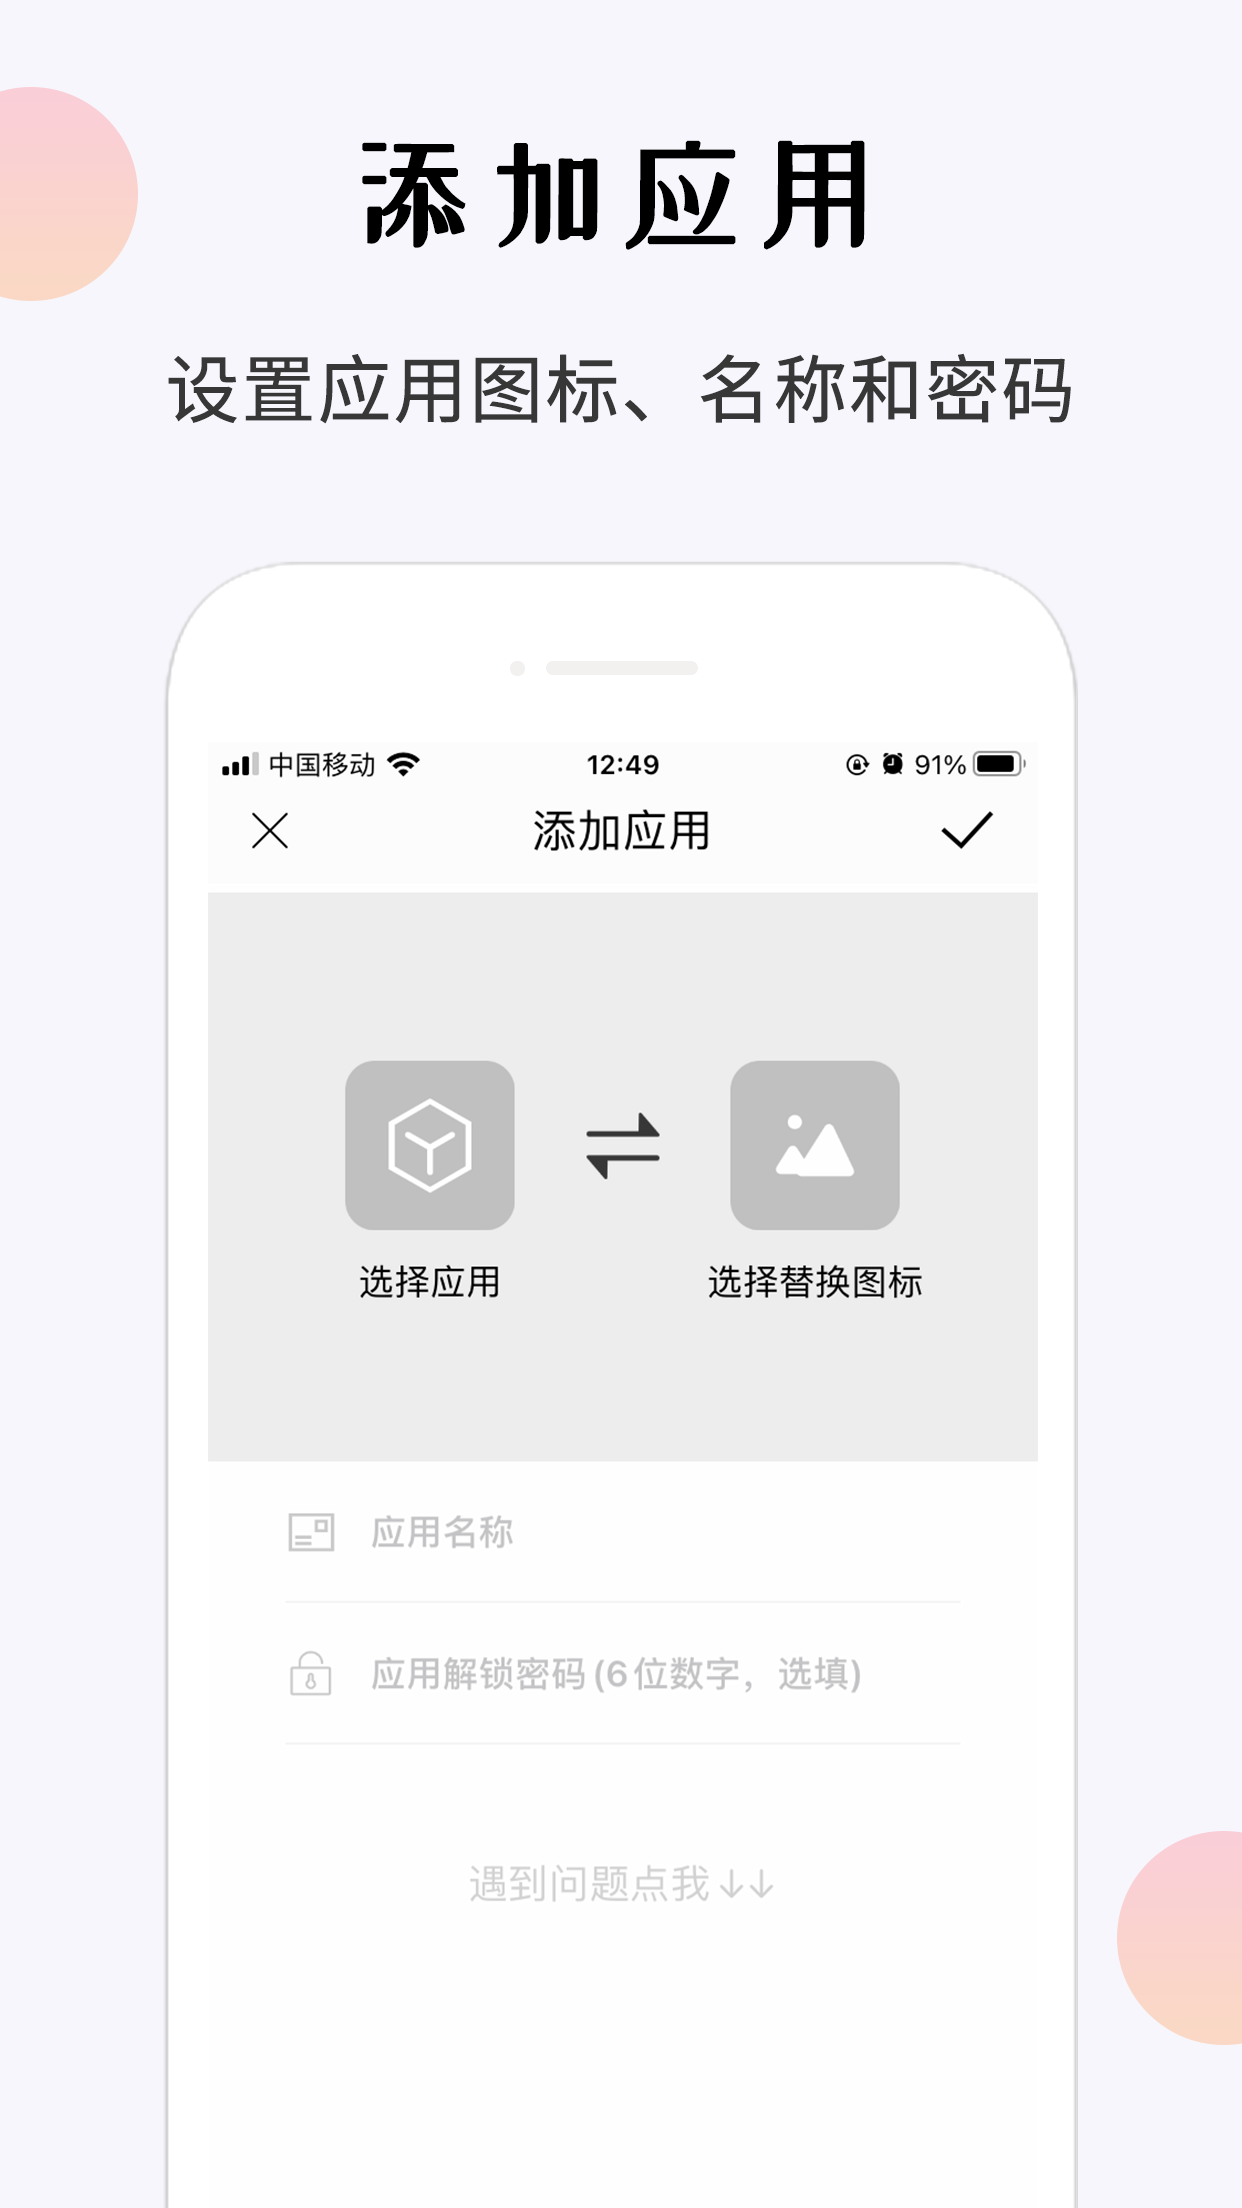 添加应用
设置应用图标、名称和密码
中国移动 12:49 91%
添加应用
选择应用 选择替换图标
应用名称
应用解锁密码(6位数字，选填)
遇到问题点我↓↓